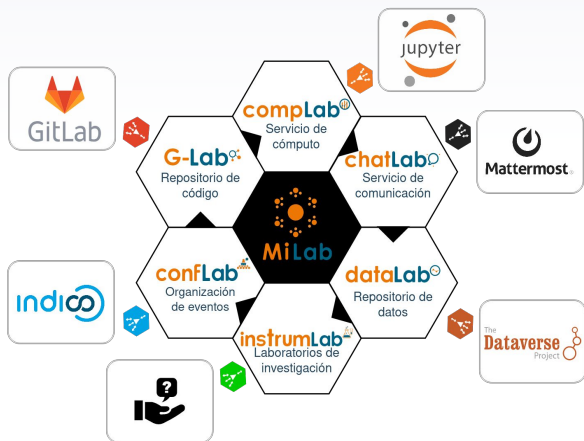 jupyter
GitLab
compLab
Servicio de
cómputo
G-Lab
Repositorio de
código
chatLab
Servicio de
comunicación
Mattermost
MiLab
confLab
Organización
de eventos
dataLab
Repositorio de
datos
indico
instrumLab
Laboratorios de
investigación
The
Dataverse
Project
?